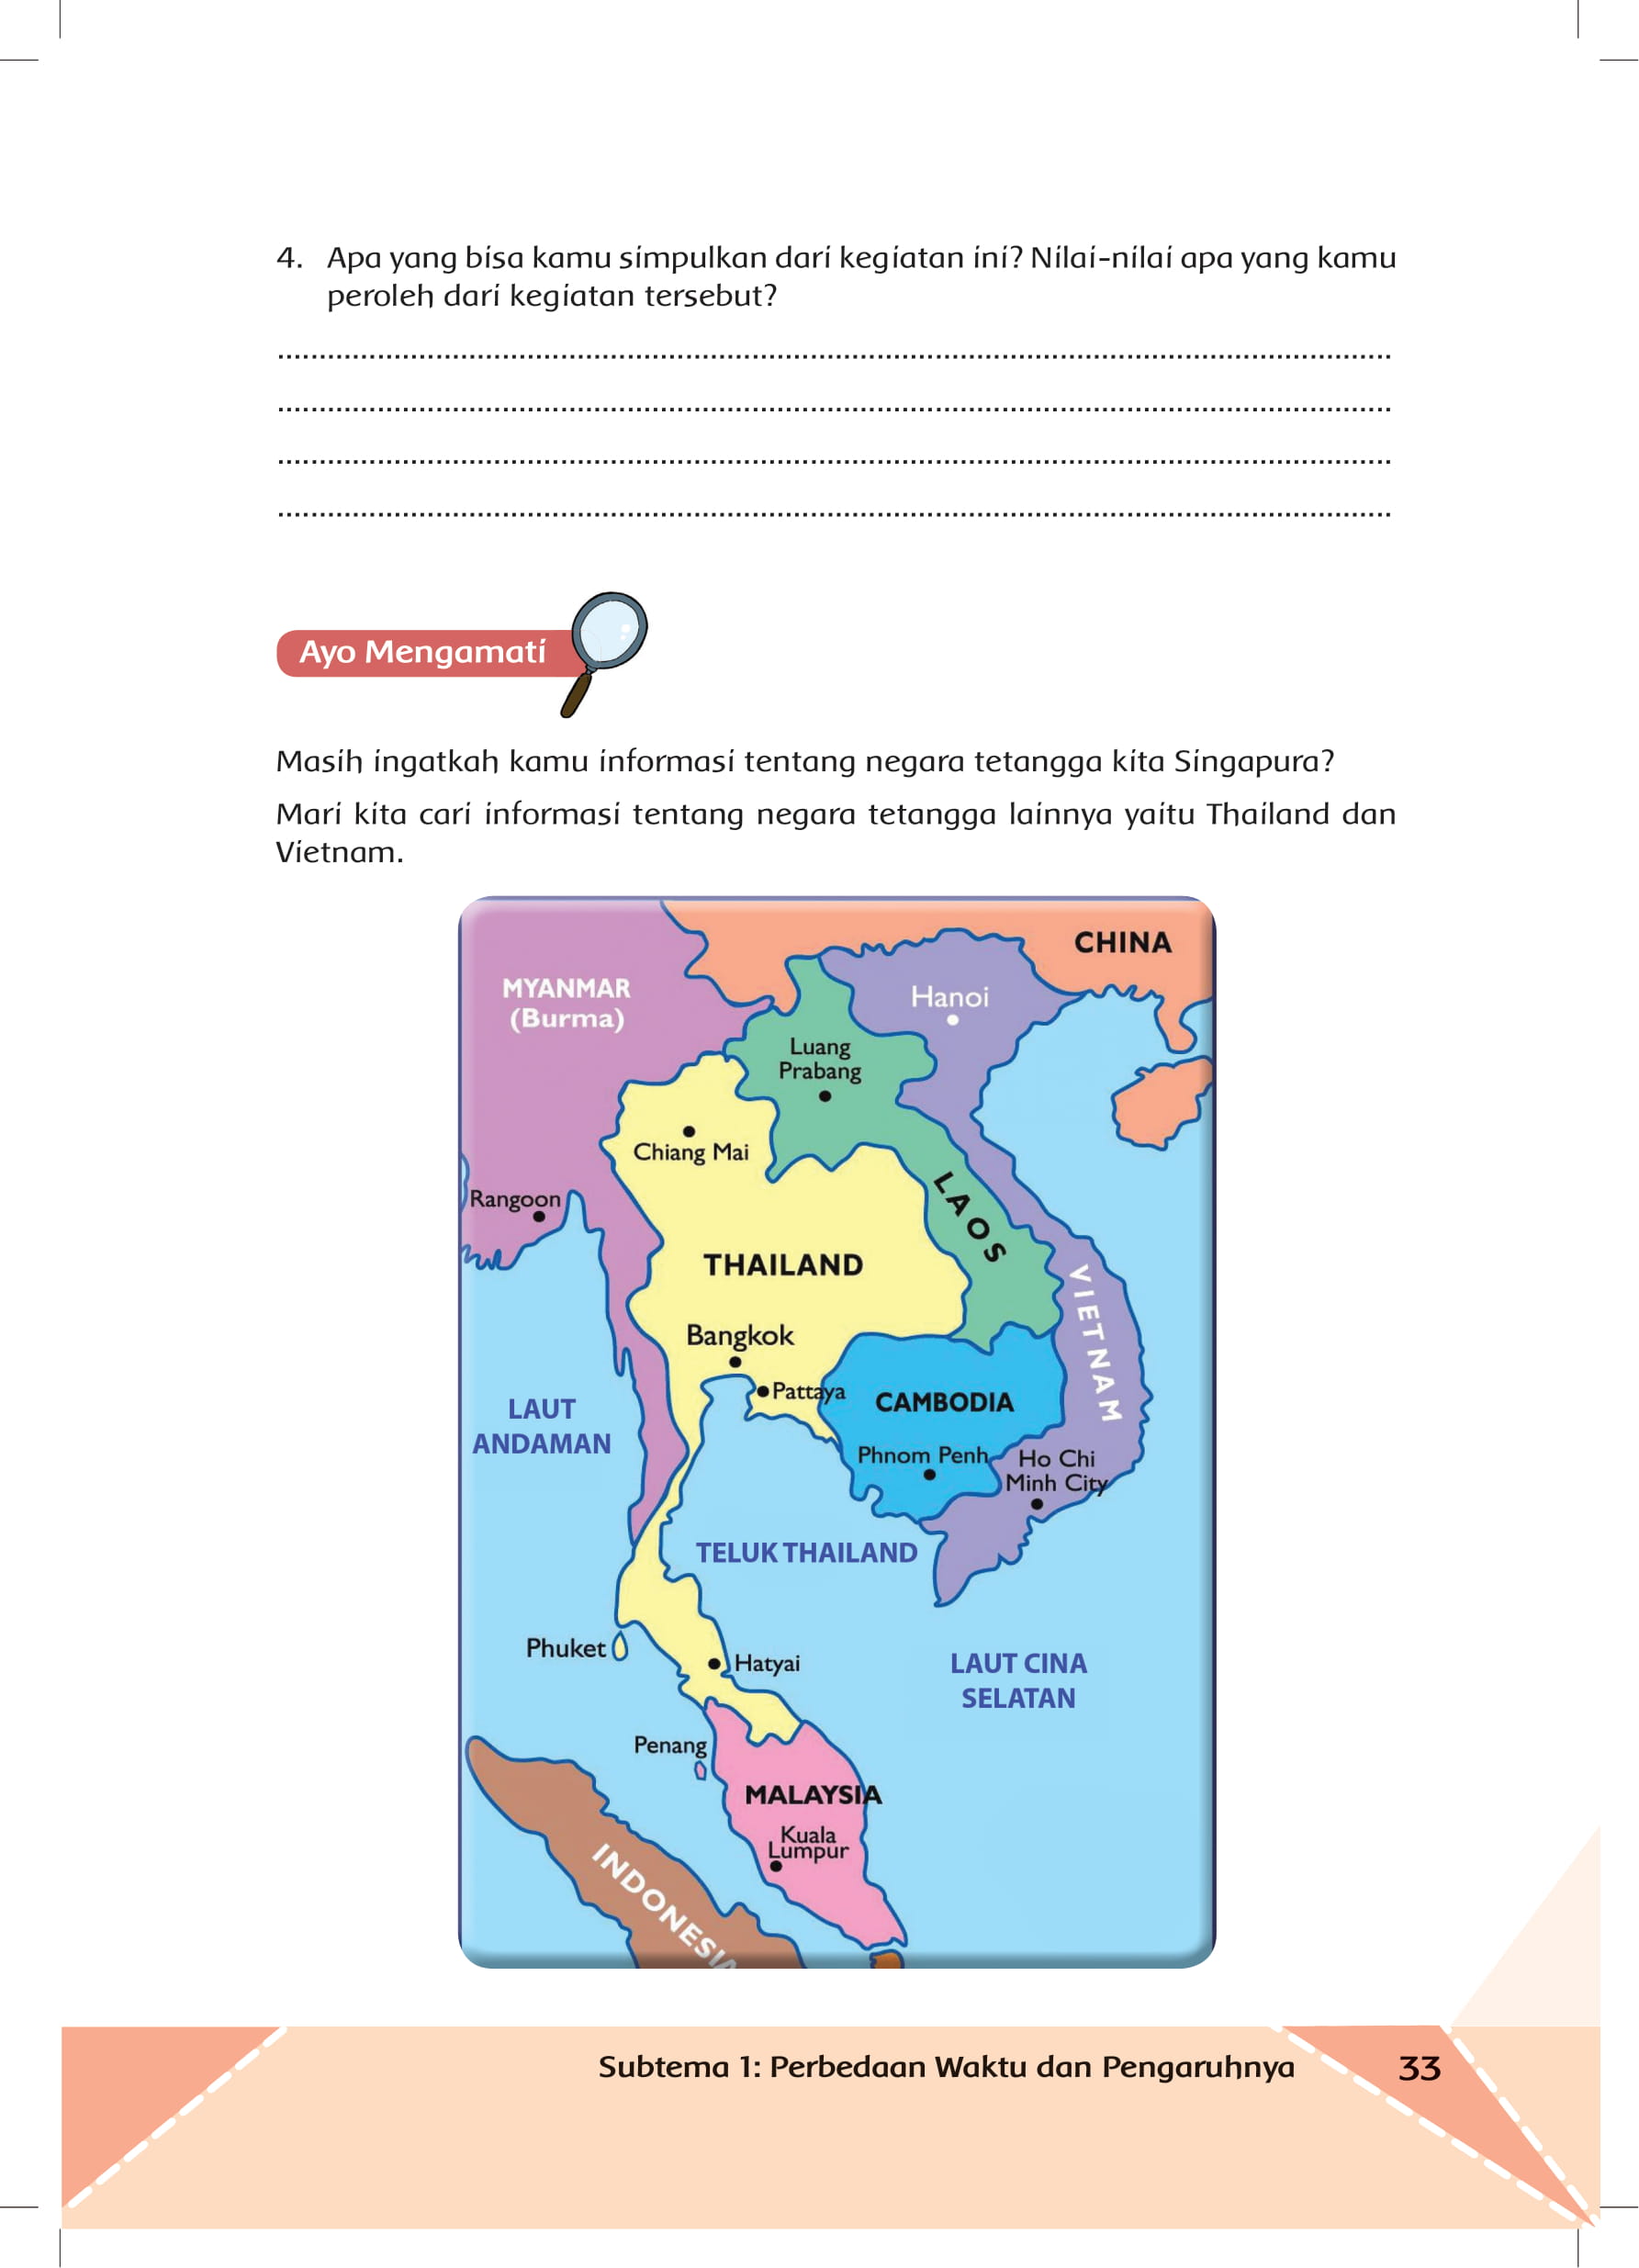 4. Apa yang bisa kamu simpulkan dari kegiatan ini? Nilai-nilai apa yang kamu
peroleh dari kegiatan tersebut?
Ayo Mengamati
Masih ingatkah kamu informasi tentang negara tetangga kita Singapura?
Mari kita cari informasi tentang negara tetangga lainnya yaitu Thailand dan
Vietnam.
CHINA
MYANMAR
(Burma)
Hanoi
Luang
Prabang
Chiang Mai
Rangoon
LAOS
THAILAND
VIETNAM
Bangkok
Pattaya
CAMBODIA
LAUT
ANDAMAN
Phnom Penh
Ho Chi
Minh City
TELUK THAILAND
Phuket
Hatyai
LAUT CINA
SELATAN
Penang
MALAYSIA
Kuala
Lumpur
INDONESIA
Subtema 1: Perbedaan Waktu dan Pengaruhnya
33